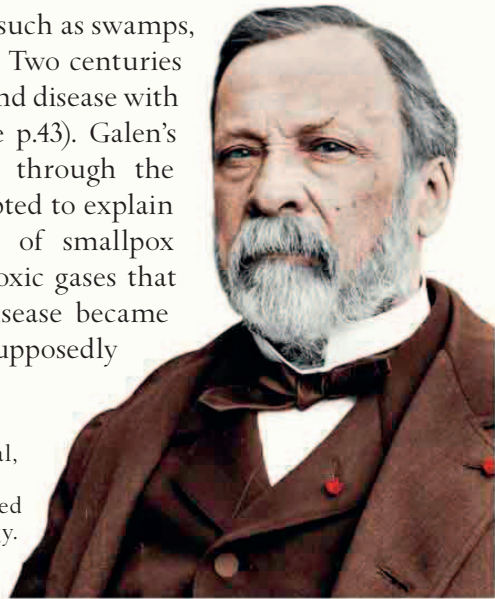 such as swamps,
Two centuries
nd disease with
e p.43). Galen's
through the
pted to explain
of smallpox
oxic gases that
isease became
upposedly
al,
ed
y.